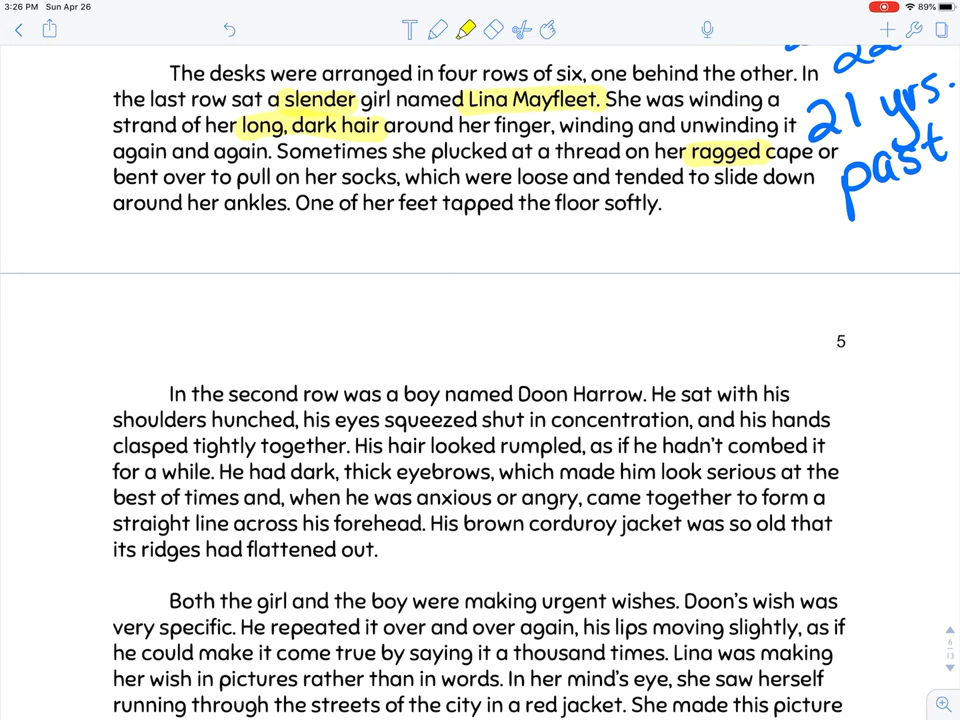 3:26 PM Sun Apr 26
89%
T
22
The desks were arranged in four rows of six, one behind the other. In
the last row sat a slender girl named Lina Mayfleet. She was winding a
strand of her long, dark hair around her finger, winding and unwinding it
again and again. Sometimes she plucked at a thread on her ragged cape or
bent over to pull on her socks, which were loose and tended to slide down
around her ankles. One of her feet tapped the floor softly.
21 yrs.
past
5
In the second row was a boy named Doon Harrow. He sat with his
shoulders hunched, his eyes squeezed shut in concentration, and his hands
clasped tightly together. His hair looked rumpled, as if he hadn't combed it
for a while. He had dark, thick eyebrows, which made him look serious at the
best of times and, when he was anxious or angry, came together to form a
straight line across his forehead. His brown corduroy jacket was so old that
its ridges had flattened out.
Both the girl and the boy were making urgent wishes. Doon's wish was
very specific. He repeated it over and over again, his lips moving slightly, as if
he could make it come true by saying it a thousand times. Lina was making
her wish in pictures rather than in words. In her mind's eye, she saw herself
running through the streets of the city in a red jacket. She made this picture
6
13